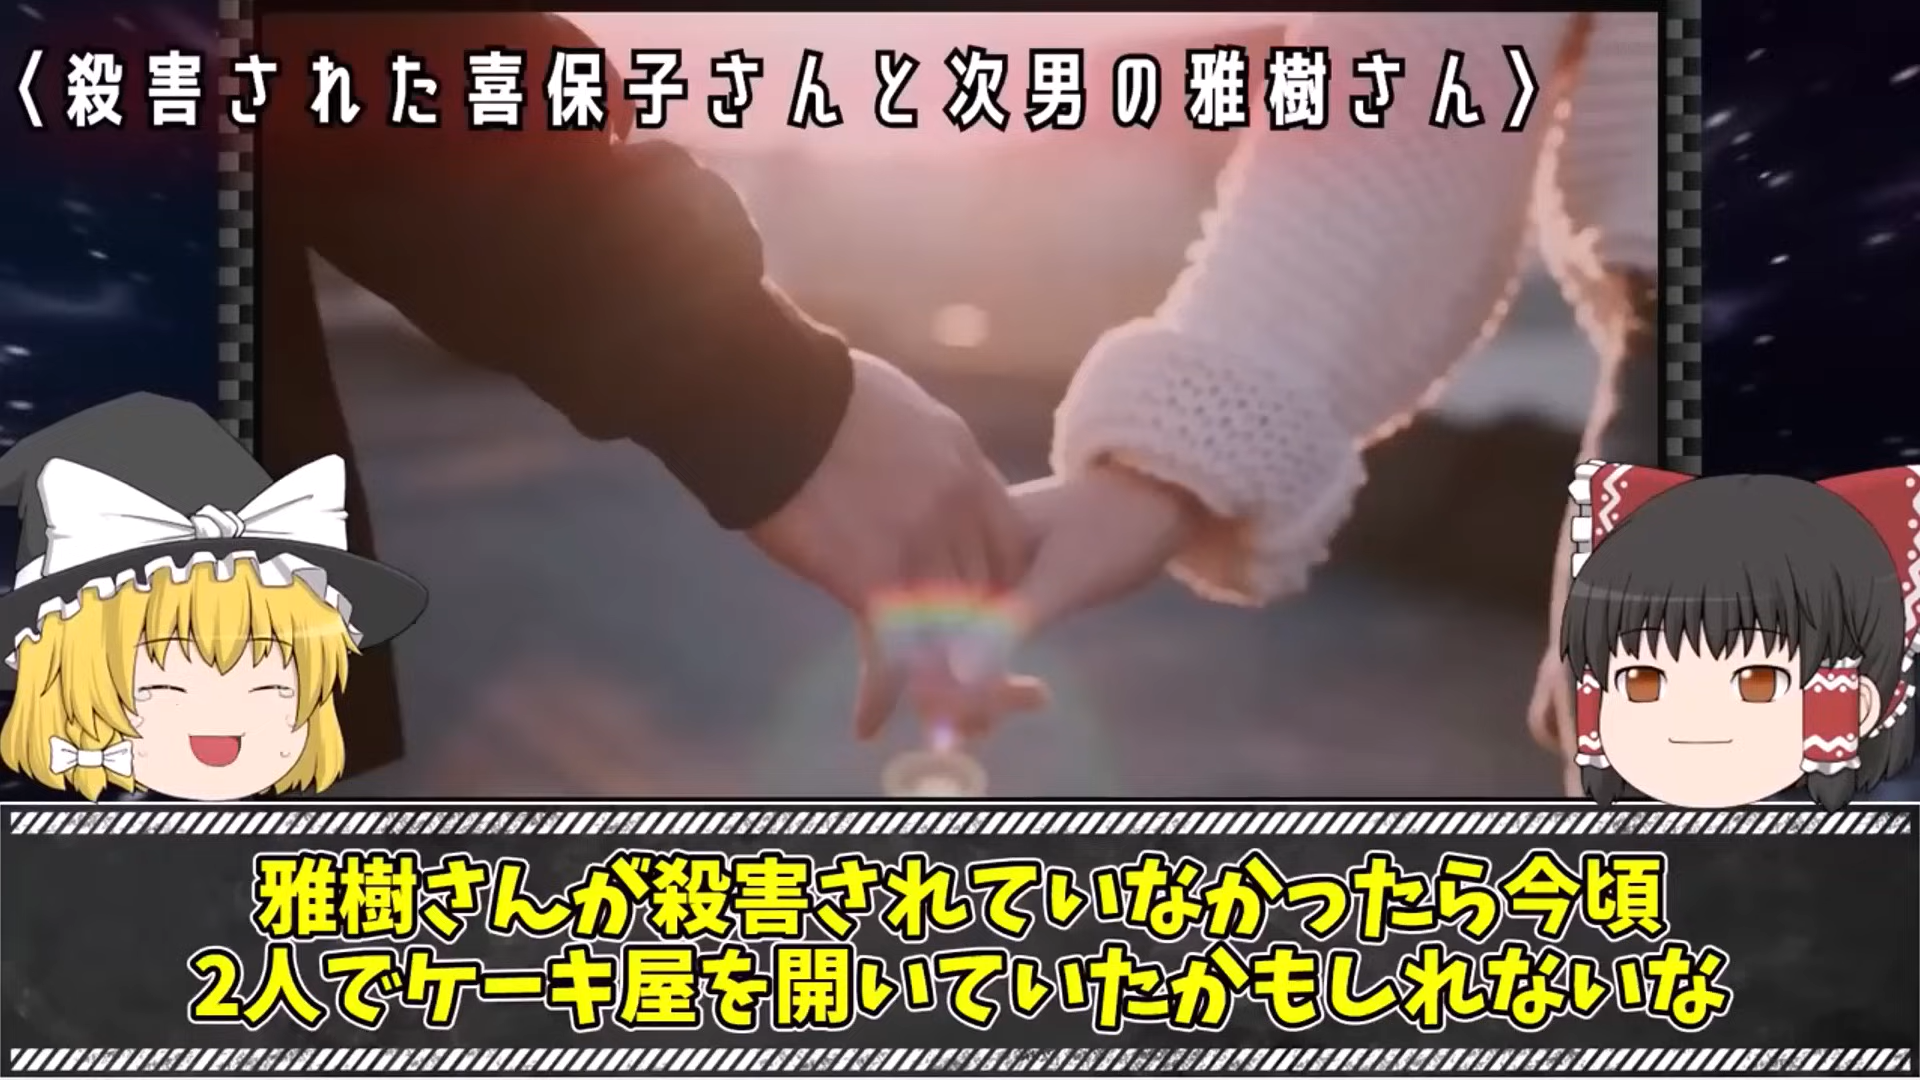 〈殺害された喜保子さんと次男の雅樹さん〉
雅樹さんが殺害されていなかったら今頃
2人でケーキ屋を開いていたかもしれないな